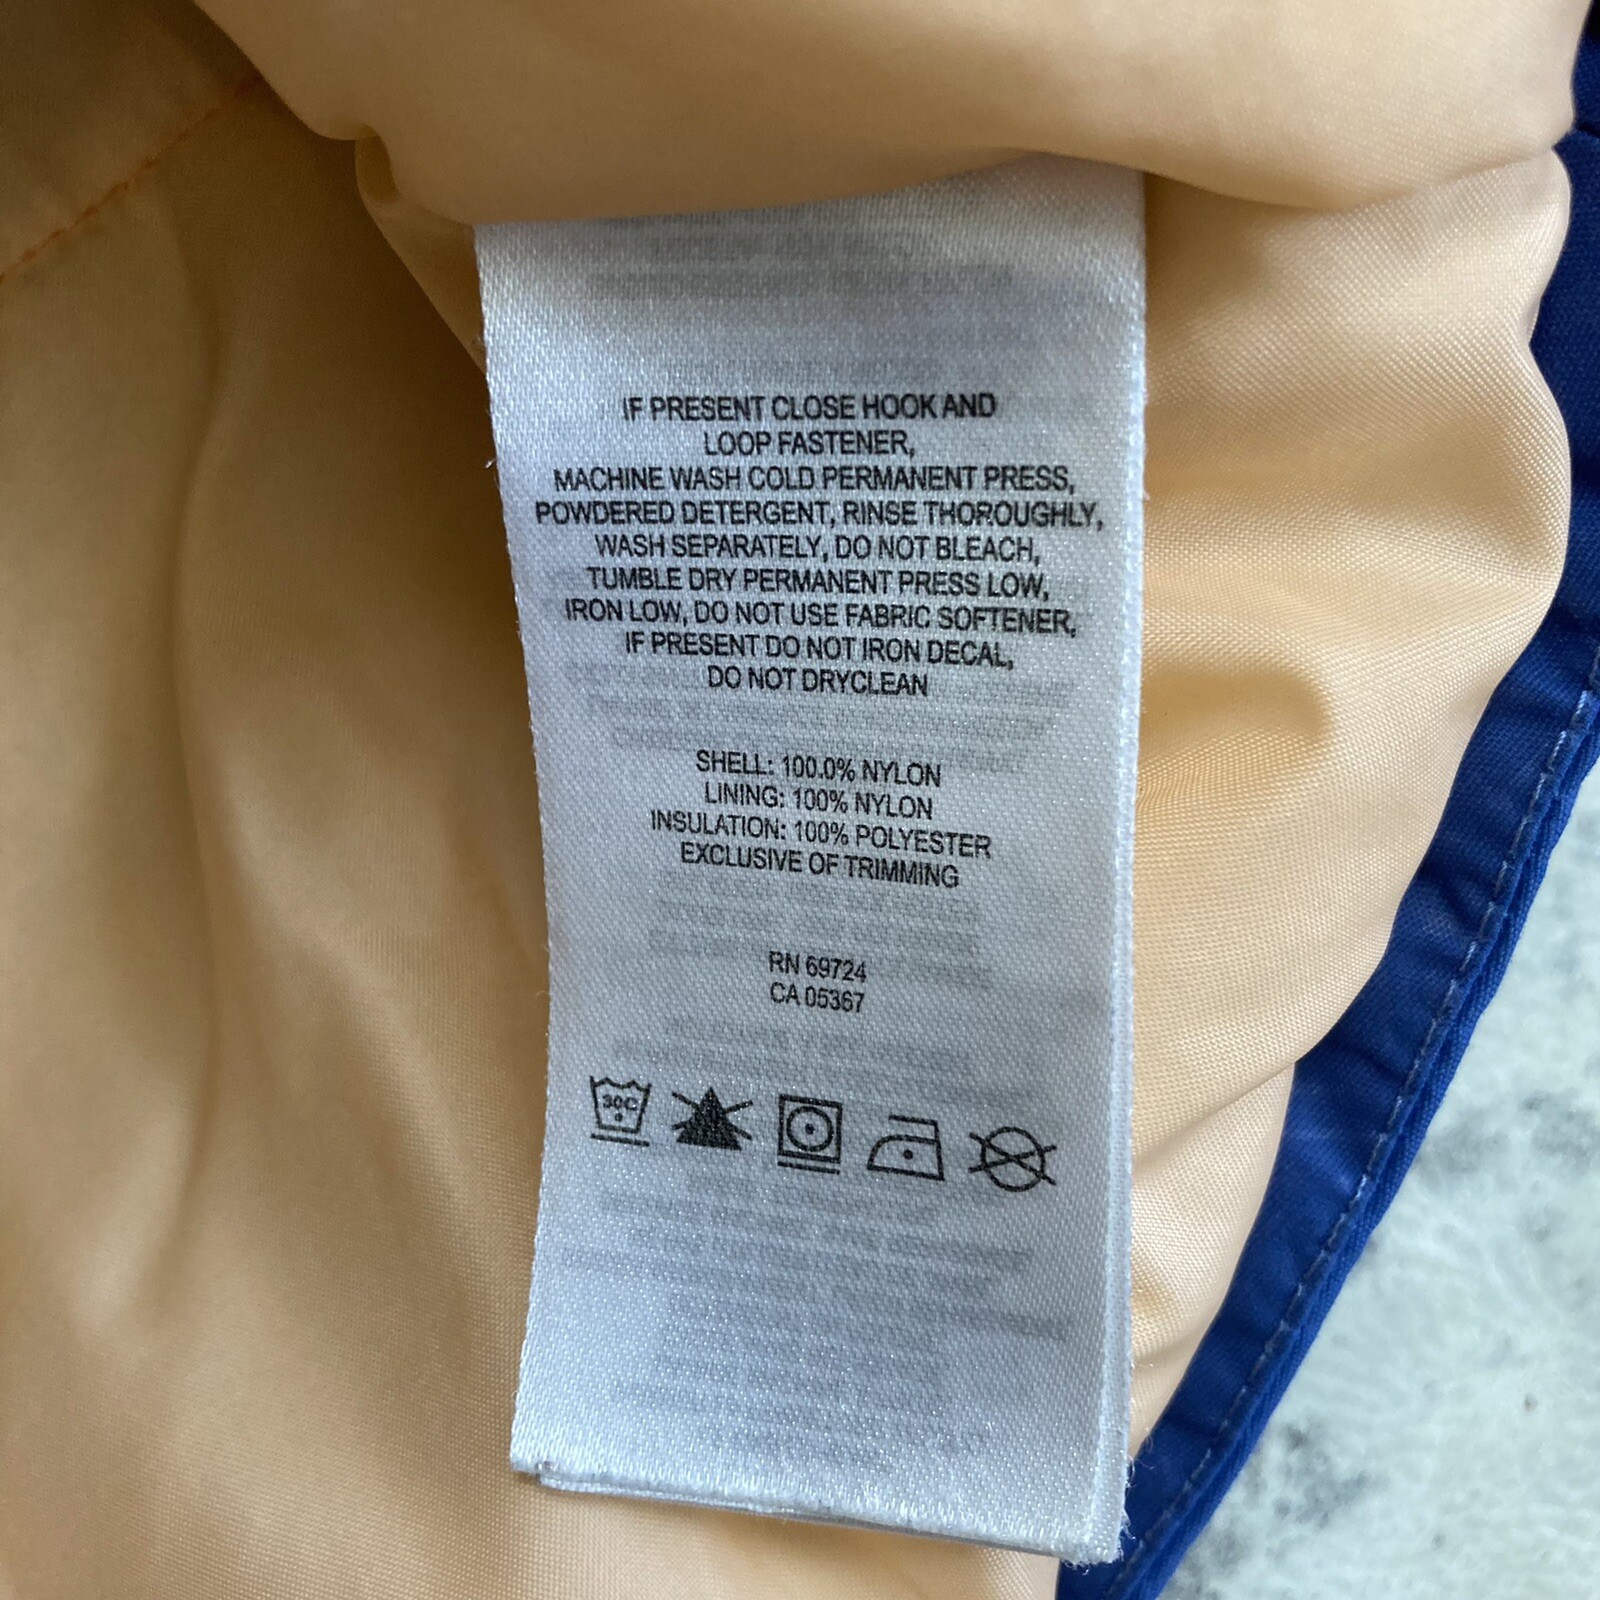 IF PRESENT CLOSE HOOK AND
LOOP FASTENER,
MACHINE WASH COLD PERMANENT PRESS,
POWDERED DETERGENT, RINSE THOROUGHLY,
WASH SEPARATELY, DO NOT BLEACH,
TUMBLE DRY PERMANENT PRESS LOW,
IRON LOW, DO NOT USE FABRIC SOFTENER,
IF PRESENT DO NOT IRON DECAL,
DO NOT DRYCLEAN
SHELL: 100.0% NYLON
LINING: 100% NYLON
INSULATION: 100% POLYESTER
EXCLUSIVE OF TRIMMING
RN 69724
CA 05367
30C